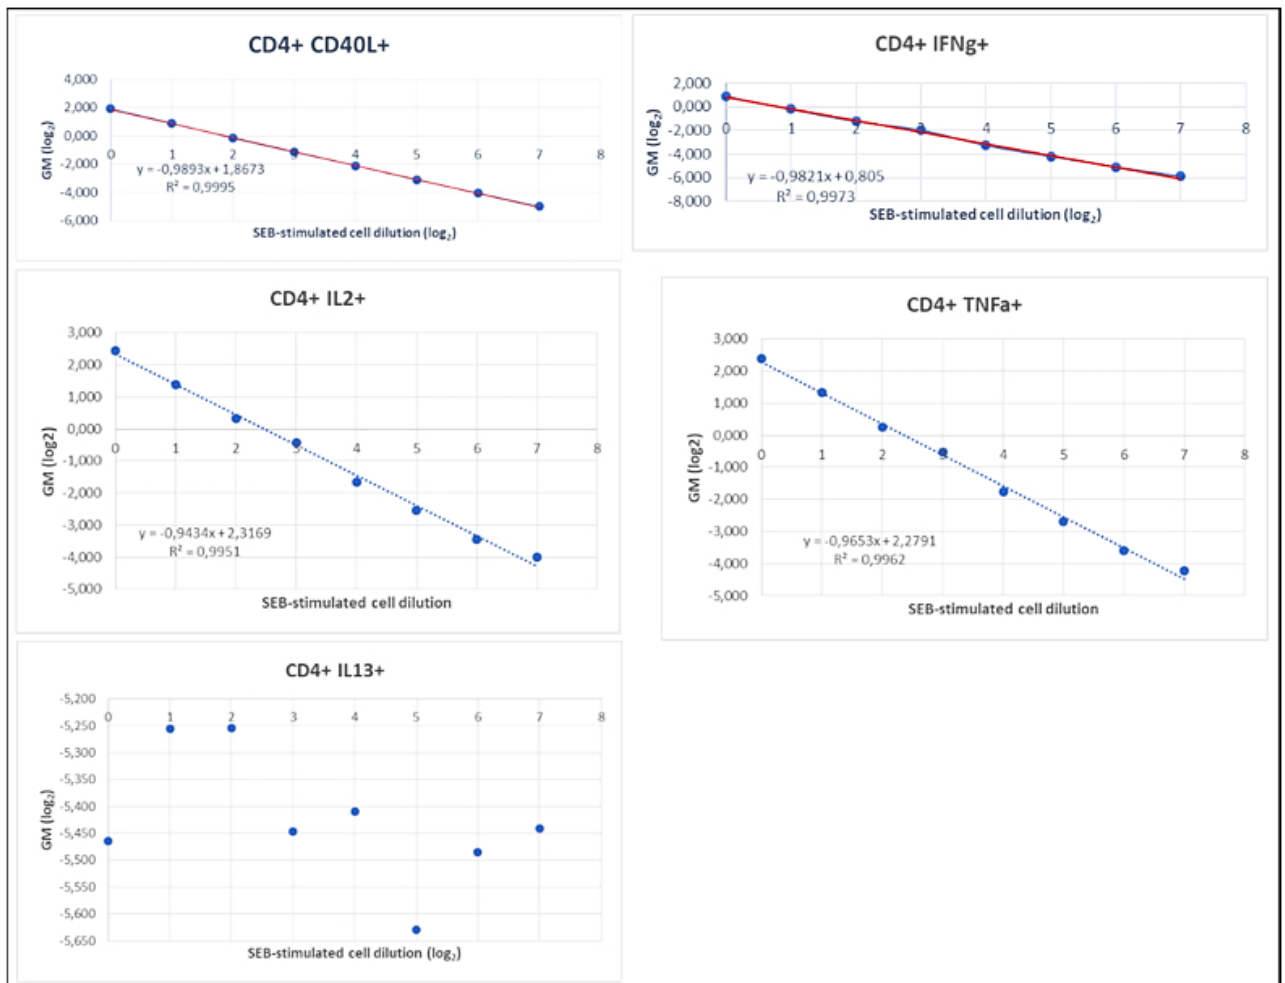 CD4+ CD40L+
4,000
2,000
0,000
-2,000
-4,000
-6,000
0 1 2 3 4 5 6 7 8
GM (log₂)
y = -0,9893x + 1,8673
R² = 0,9995
SEB-stimulated cell dilution (log₂)
CD4+ IFNg+
2,000
0,000
-2,000
-4,000
-6,000
-8,000
0 1 2 3 4 5 6 7 8
GM (log₂)
y = -0,9821x + 0,805
R² = 0,9973
SEB-stimulated cell dilution (log₂)
CD4+ IL2+
3,000
2,000
1,000
0,000
-1,000
-2,000
-3,000
-4,000
-5,000
0 1 2 3 4 5 6 7 8
GM (log2)
y = -0,9434x + 2,3169
R² = 0,9951
SEB-stimulated cell dilution
CD4+ TNFa+
3,000
2,000
1,000
0,000
-1,000
-2,000
-3,000
-4,000
-5,000
0 1 2 3 4 5 6 7 8
GM (log2)
y = -0,9653x + 2,2791
R² = 0,9962
SEB-stimulated cell dilution
CD4+ IL13+
-5,200
-5,250
-5,300
-5,350
-5,400
-5,450
-5,500
-5,550
-5,600
-5,650
0 1 2 3 4 5 6 7 8
GM (log₂)
SEB-stimulated cell dilution (log₂)